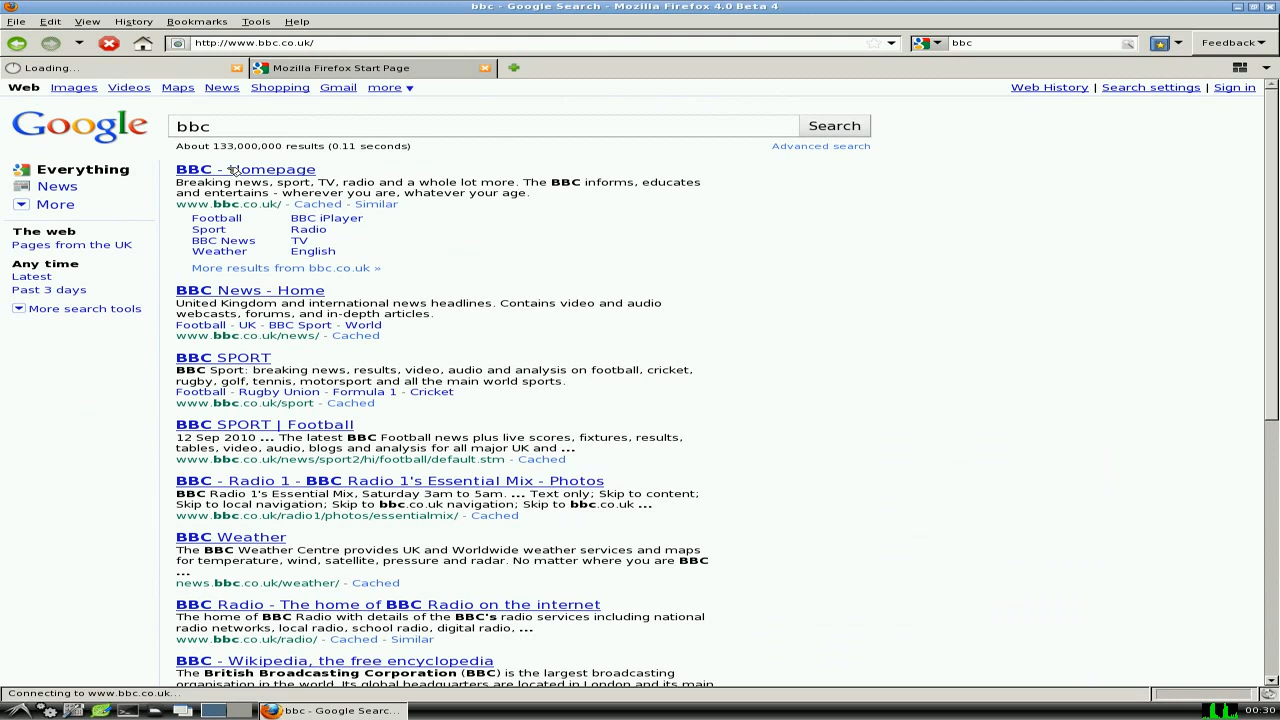 bbc - Google Search - Mozilla Firefox 4.0 Beta 4
File Edit View History Bookmarks Tools Help
http://www.bbc.co.uk/ bbc Feedback
Loading... Mozilla Firefox Start Page
Web Images Videos Maps News Shopping Gmail more Web History | Search settings | Sign in
Google bbc Search
About 133,000,000 results (0.11 seconds) Advanced search
Everything
News
More
The web
Pages from the UK
Any time
Latest
Past 3 days
More search tools
BBC - Homepage
Breaking news, sport, TV, radio and a whole lot more. The BBC informs, educates
and entertains - wherever you are, whatever your age.
www.bbc.co.uk/ - Cached - Similar
Football BBC iPlayer
Sport Radio
BBC News TV
Weather English
More results from bbc.co.uk »
BBC News - Home
United Kingdom and international news headlines. Contains video and audio
webcasts, forums, and in-depth articles.
Football - UK - BBC Sport - World
www.bbc.co.uk/news/ - Cached
BBC SPORT
BBC Sport: breaking news, results, video, audio and analysis on football, cricket,
rugby, golf, tennis, motorsport and all the main world sports.
Football - Rugby Union - Formula 1 - Cricket
www.bbc.co.uk/sport - Cached
BBC SPORT | Football
12 Sep 2010 ... The latest BBC Football news plus live scores, fixtures, results,
tables, video, audio, blogs and analysis for all major UK and ...
www.bbc.co.uk/news/sport2/hi/football/default.stm - Cached
BBC - Radio 1 - BBC Radio 1's Essential Mix - Photos
BBC Radio 1's Essential Mix, Saturday 3am to 5am. ... Text only; Skip to content;
Skip to local navigation; Skip to bbc.co.uk navigation; Skip to bbc.co.uk ...
www.bbc.co.uk/radio1/photos/essentialmix/ - Cached
BBC Weather
The BBC Weather Centre provides UK and Worldwide weather services and maps
for temperature, wind, satellite, pressure and radar. No matter where you are BBC
...
news.bbc.co.uk/weather/ - Cached
BBC Radio - The home of BBC Radio on the internet
The home of BBC Radio with details of the BBC's radio services including national
radio networks, local radio, school radio, digital radio, ...
www.bbc.co.uk/radio/ - Cached - Similar
BBC - Wikipedia, the free encyclopedia
The British Broadcasting Corporation (BBC) is the largest broadcasting
organisation in the world. Its global headquarters are located in London and its main
Connecting to www.bbc.co.uk...
bbc - Google Searc... 00:30